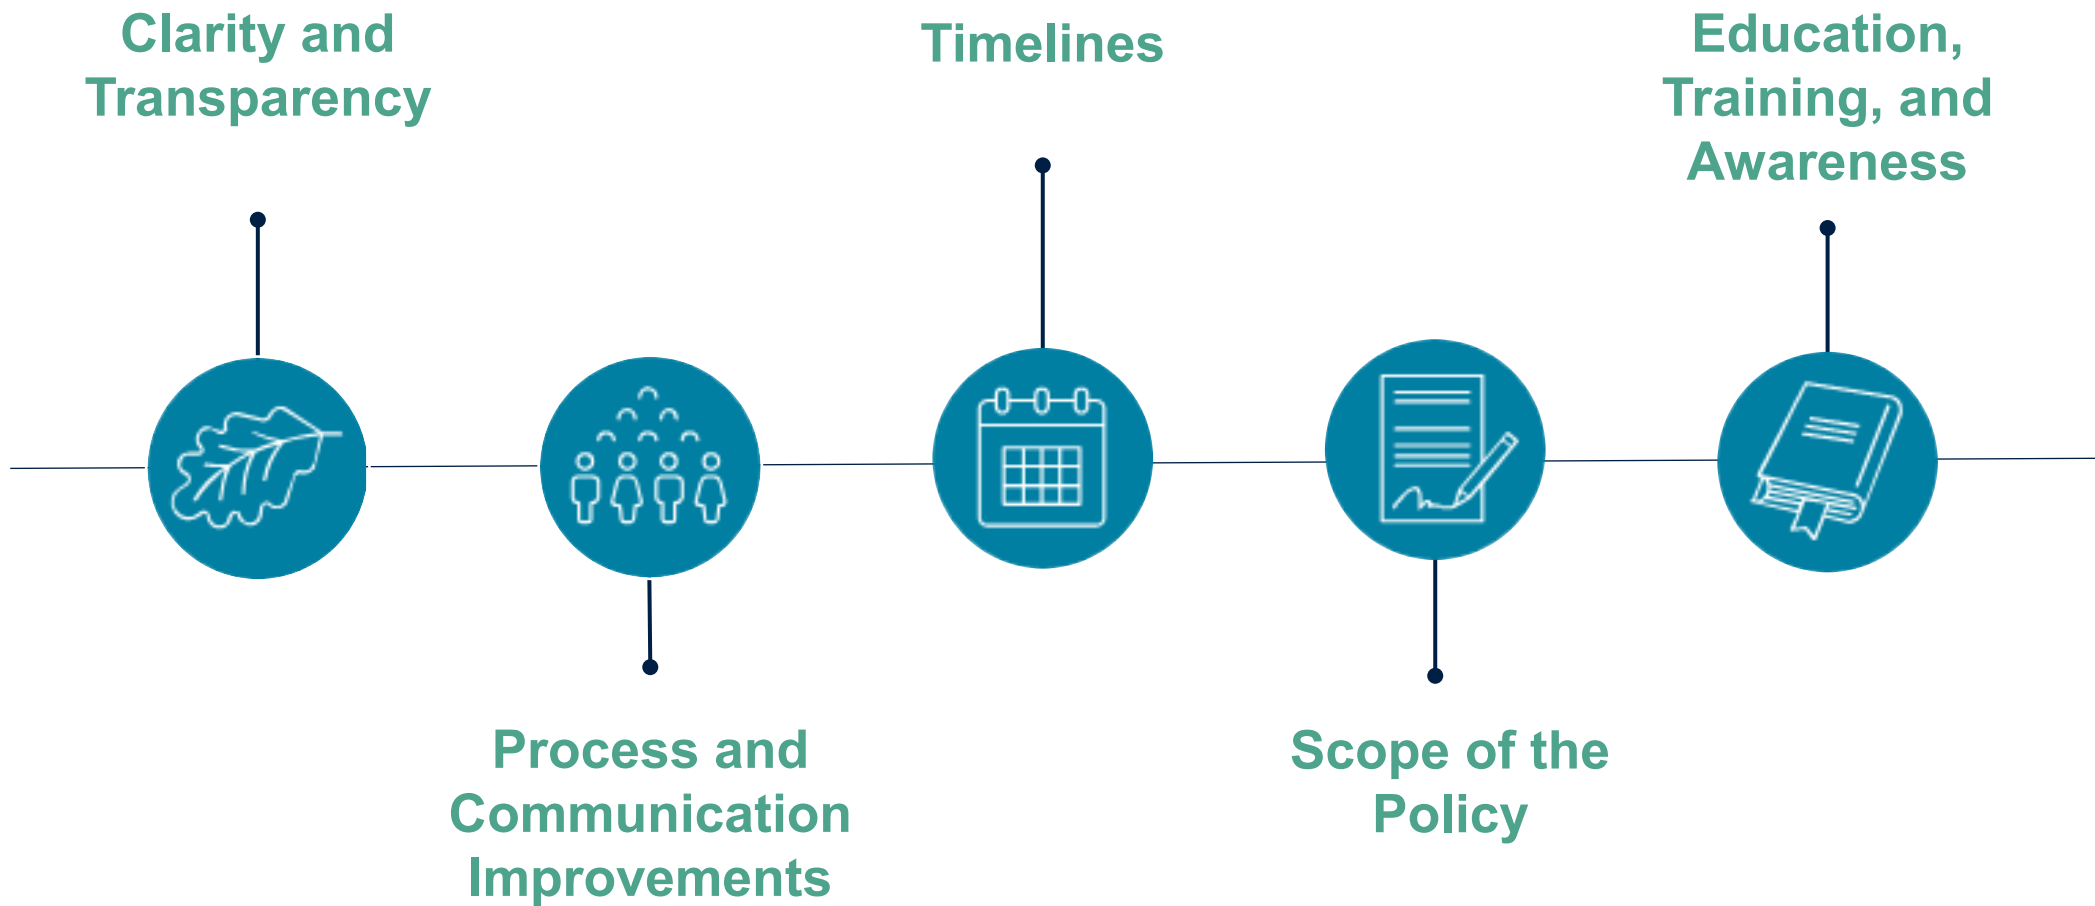 Clarity and
Transparency
Process and
Communication
Improvements
Timelines
Scope of the
Policy
Education,
Training, and
Awareness